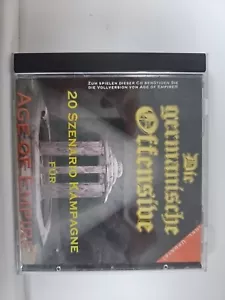 Zum spielen dieser CD benötigen Sie
die Vollversion von Age of Empires
Die
germanische
Offensive
20 Szenario Kampagne
für
Age of Empires